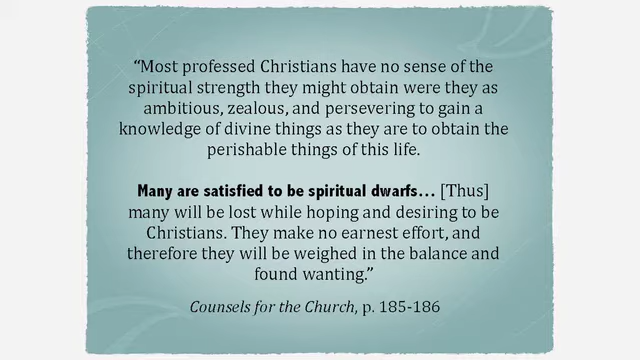 “Most professed Christians have no sense of the
spiritual strength they might obtain were they as
ambitious, zealous, and persevering to gain a
knowledge of divine things as they are to obtain the
perishable things of this life.
Many are satisfied to be spiritual dwarfs… [Thus]
many will be lost while hoping and desiring to be
Christians. They make no earnest effort, and
therefore they will be weighed in the balance and
found wanting.”
Counsels for the Church, p. 185-186